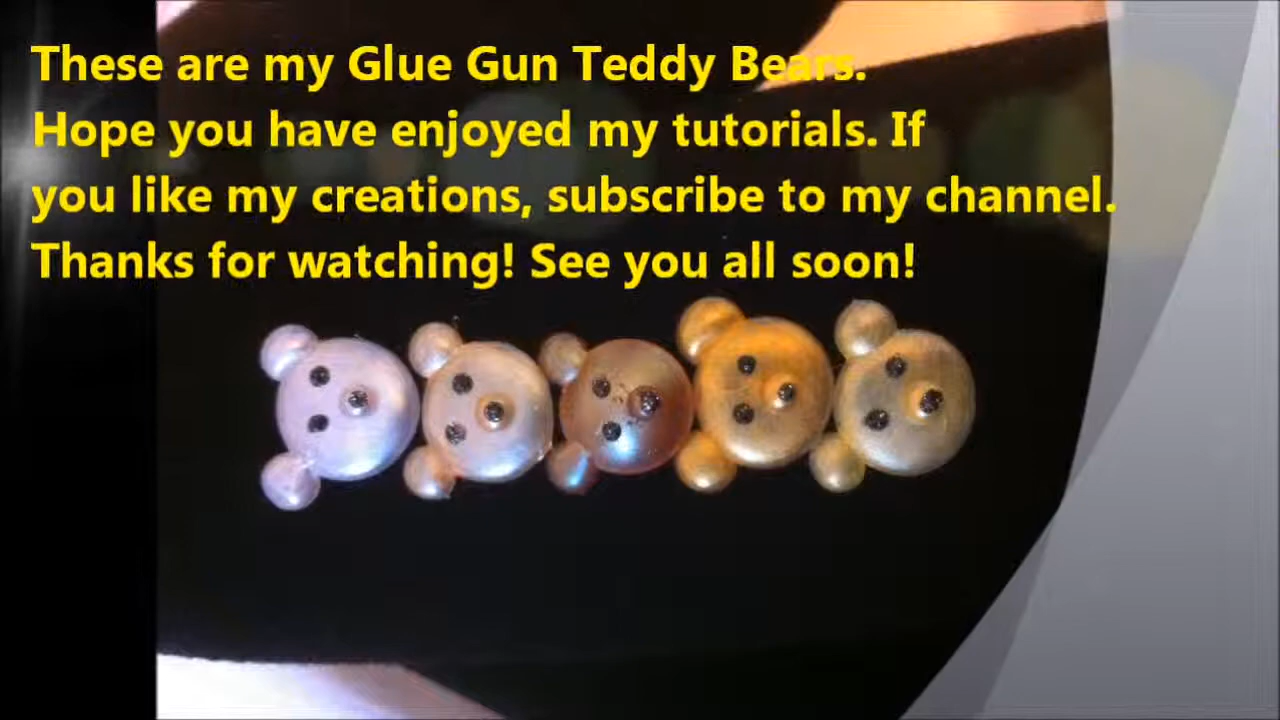 These are my Glue Gun Teddy Bears.
Hope you have enjoyed my tutorials. If
you like my creations, subscribe to my channel.
Thanks for watching! See you all soon!